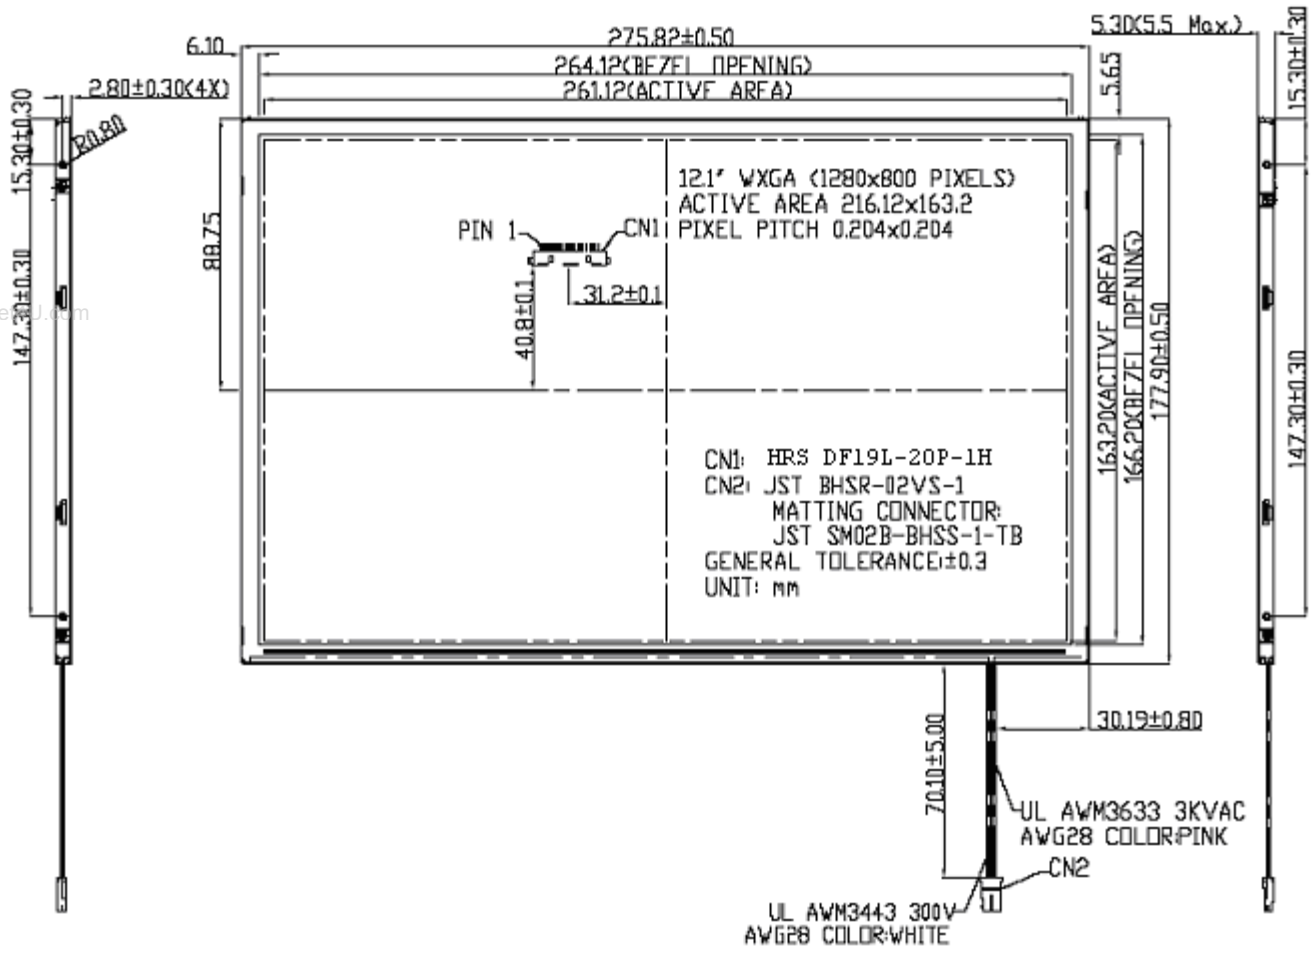 275.82±0.50
6.10
264.12(BEZEL OPENING)
261.12(ACTIVE AREA)
2.80±0.30(4X)
R0.80
15.30±0.30
147.30±0.30
88.75
5.30(5.5 Max.)
5.65
15.30±0.30
12.1" WXGA (1280x800 PIXELS)
ACTIVE AREA 216.12x163.2
PIXEL PITCH 0.204x0.204
PIN 1
CN1
31.2±0.1
40.8±0.1
163.20(ACTIVE AREA)
166.20(BEZEL OPENING)
177.90±0.50
147.30±0.30
CN1: HRS DF19L-20P-1H
CN2: JST BHSR-02VS-1
MATTING CONNECTOR:
JST SM02B-BHSS-1-TB
GENERAL TOLERANCE:±0.3
UNIT: mm
70.10±5.00
30.19±0.80
UL AWM3633 3KVAC
AWG28 COLOR:PINK
CN2
UL AWM3443 300V
AWG28 COLOR:WHITE